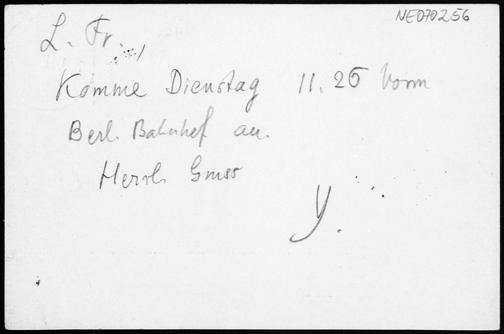 NE070256
L. Fr.,
Komme Dienstag 11.25 Vorm
Berl. Bahnhof an.
Herzl. Gruss
Y.